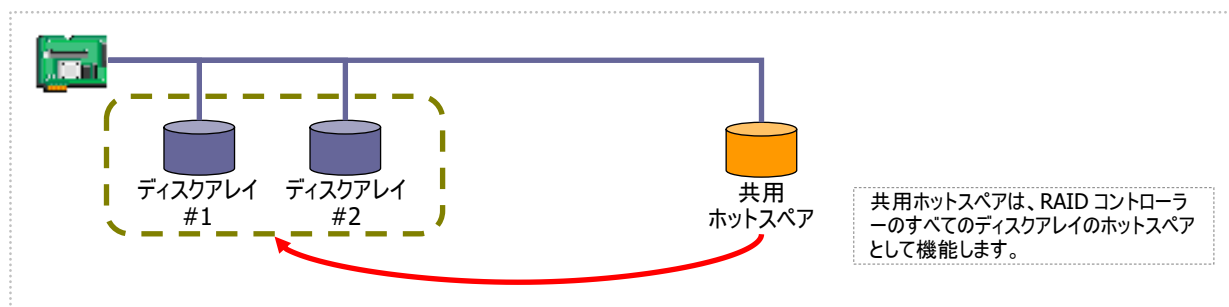 ディスクアレイ
#1
ディスクアレイ
#2
共用
ホットスペア
共用ホットスペアは、RAID コントローラ
ーのすべてのディスクアレイのホットスペア
として機能します。